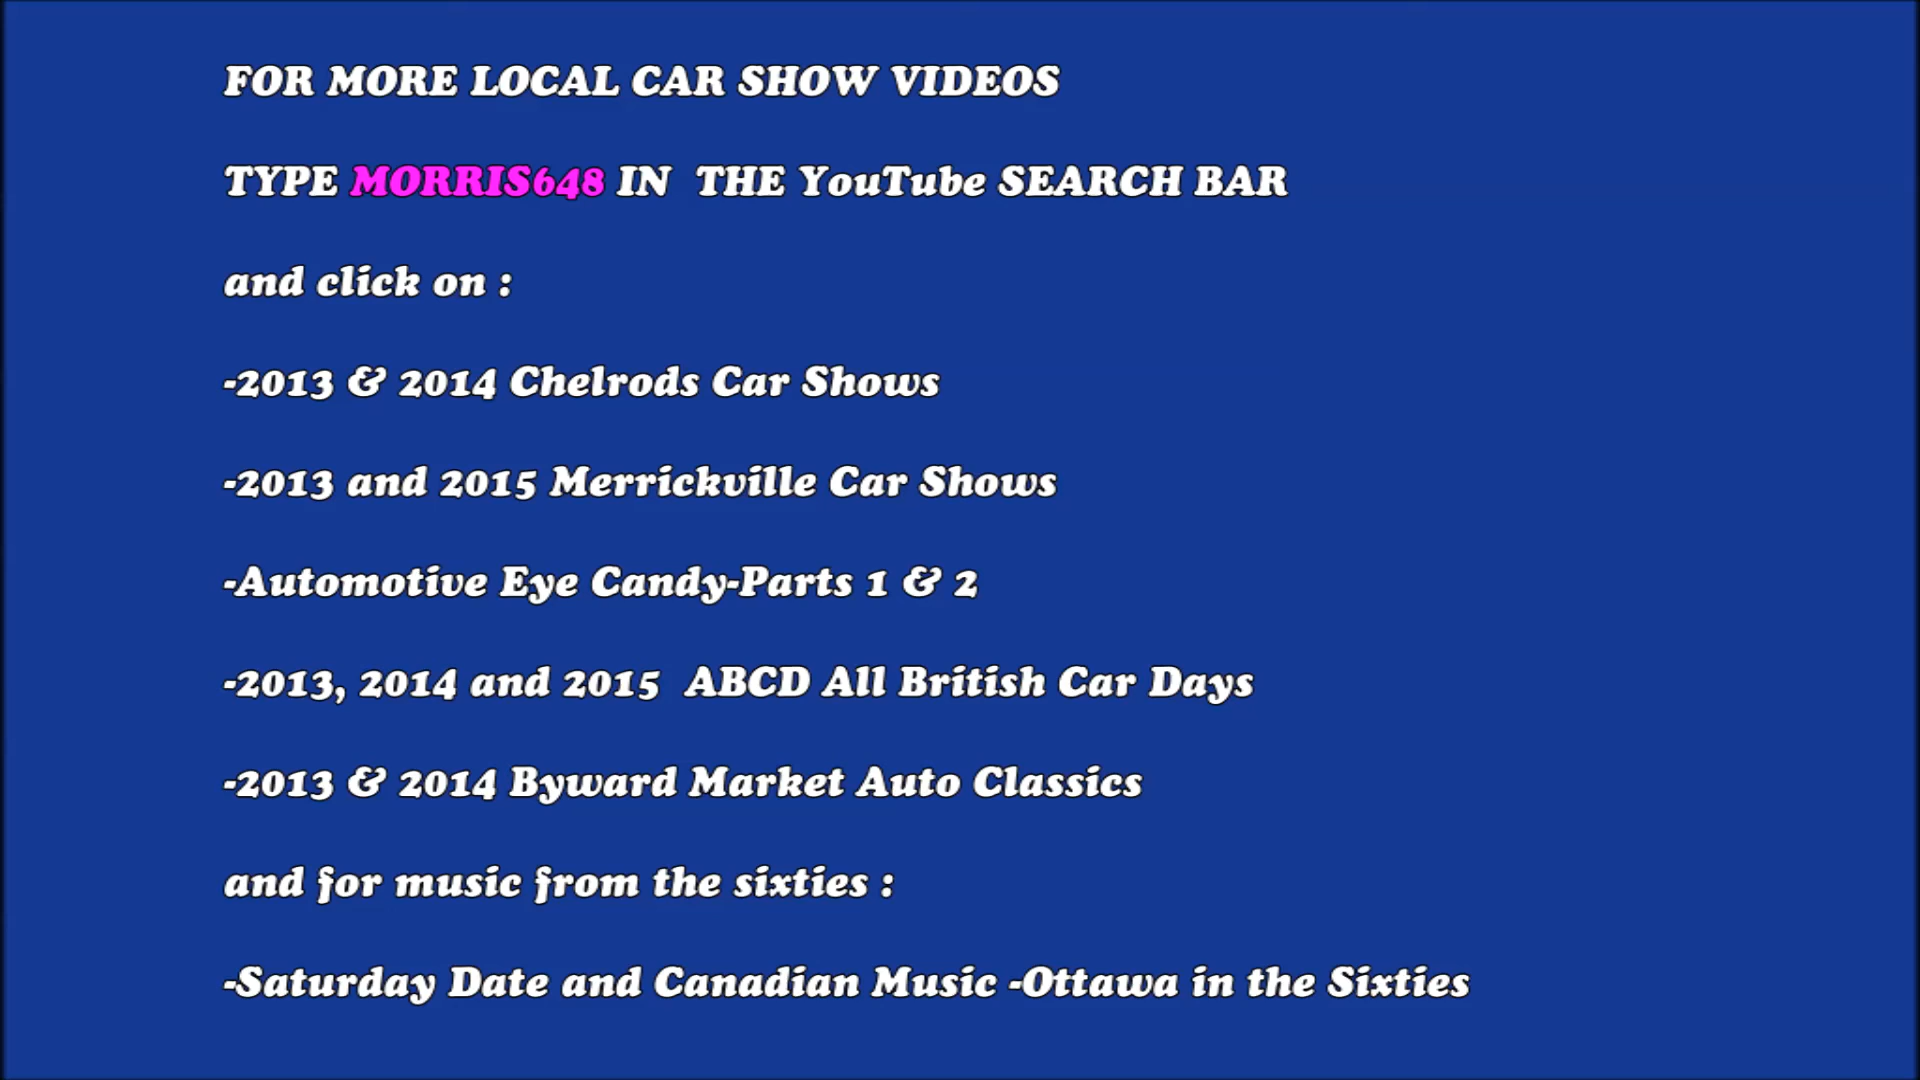 FOR MORE LOCAL CAR SHOW VIDEOS
TYPE MORRIS648 IN  THE YouTube SEARCH BAR
and click on :
-2013 & 2014 Chelrods Car Shows
-2013 and 2015 Merrickville Car Shows
-Automotive Eye Candy-Parts 1 & 2
-2013, 2014 and 2015  ABCD All British Car Days
-2013 & 2014 Byward Market Auto Classics
and for music from the sixties :
-Saturday Date and Canadian Music -Ottawa in the Sixties